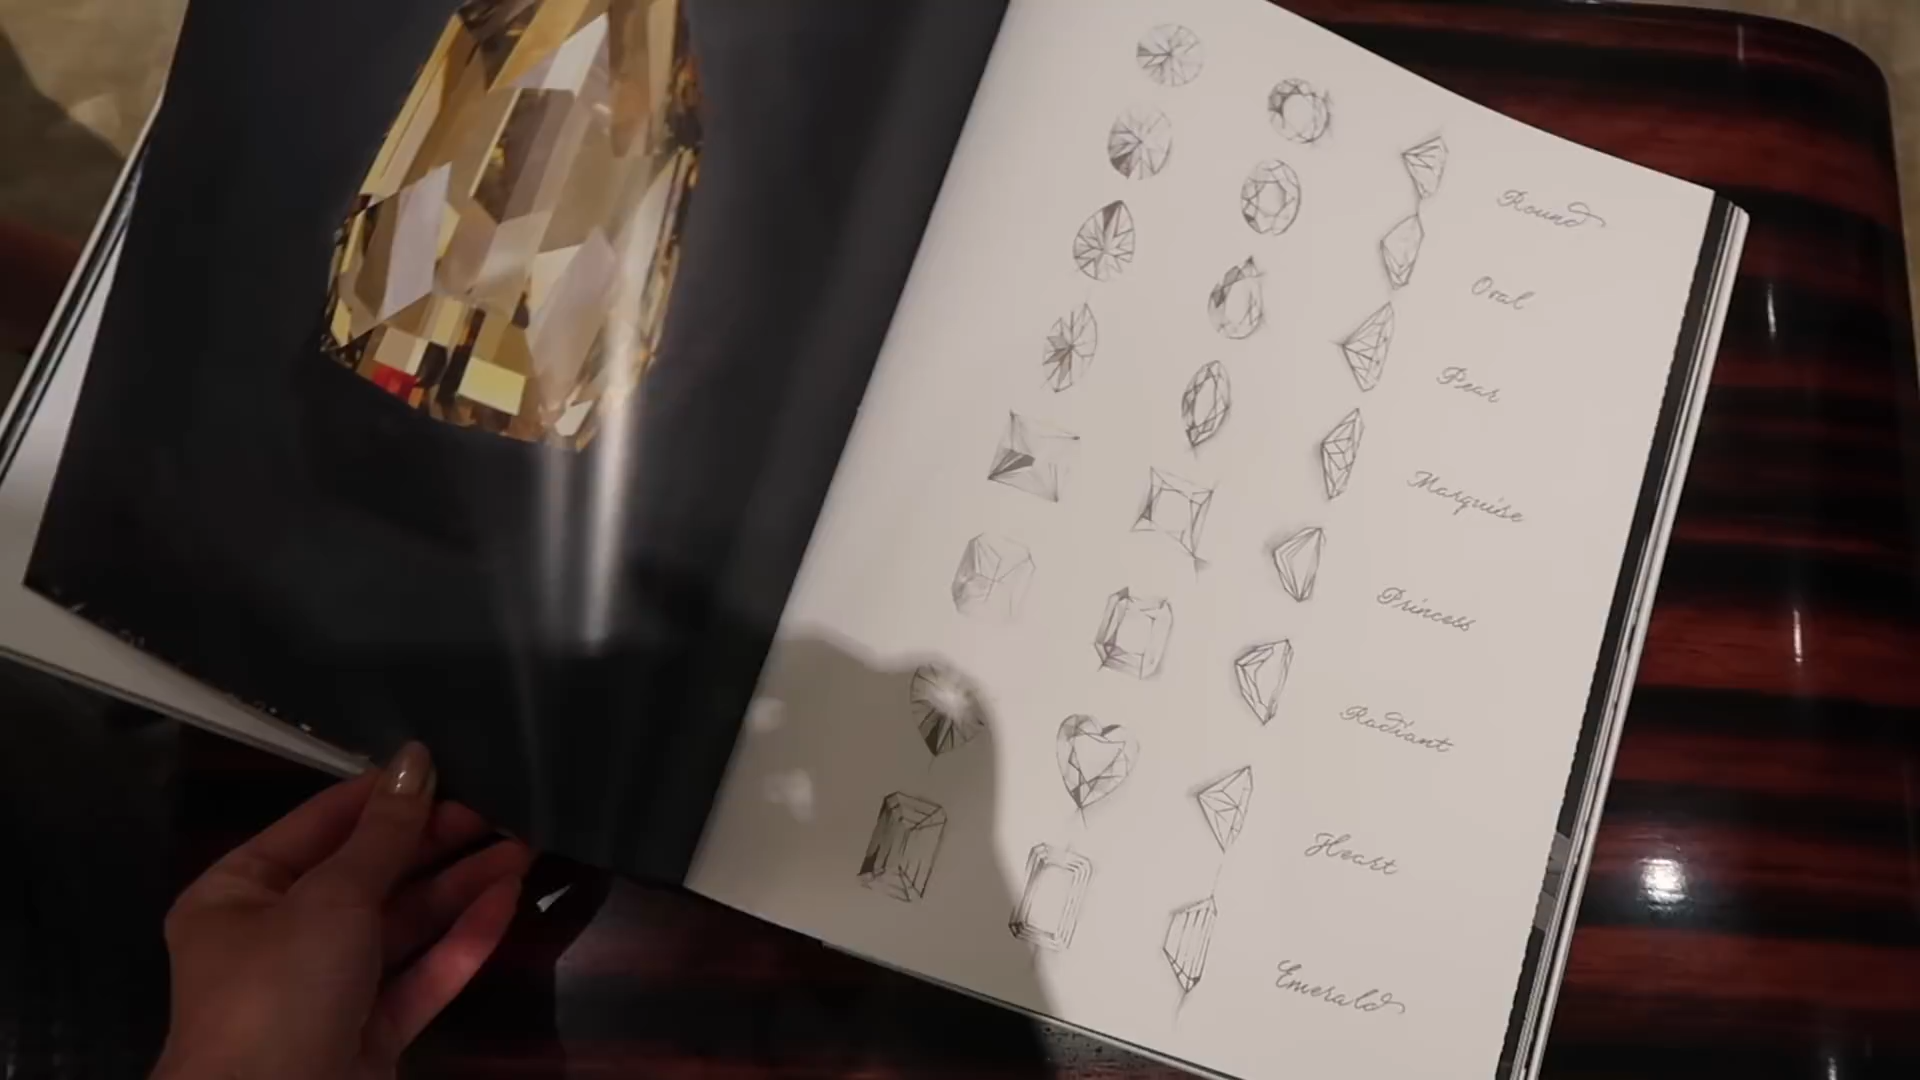 Round
Oval
Pear
Marquise
Princess
Radiant
Heart
Emerald